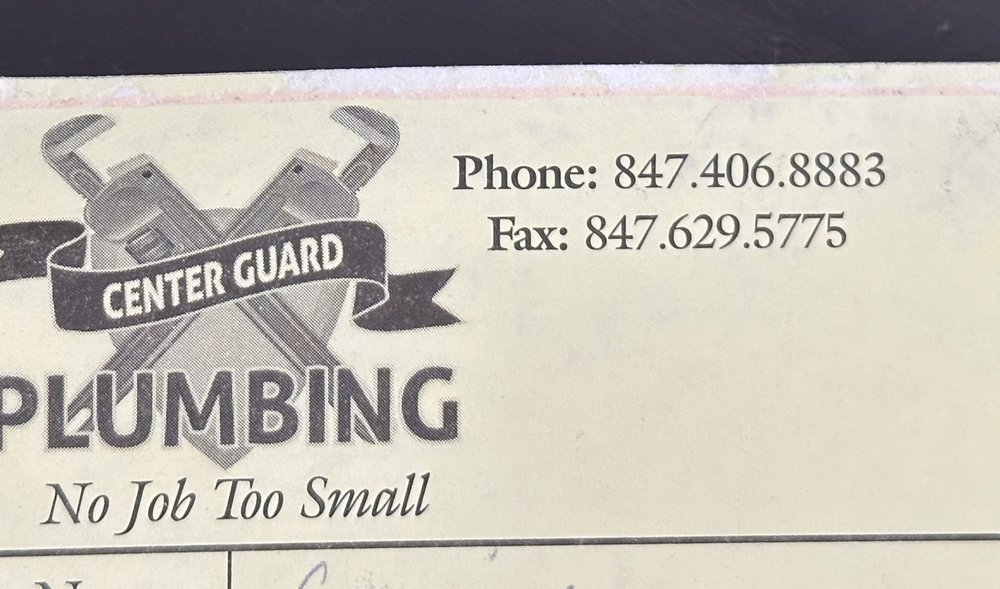 Phone: 847.406.8883
Fax: 847.629.5775
CENTER GUARD
PLUMBING
No Job Too Small